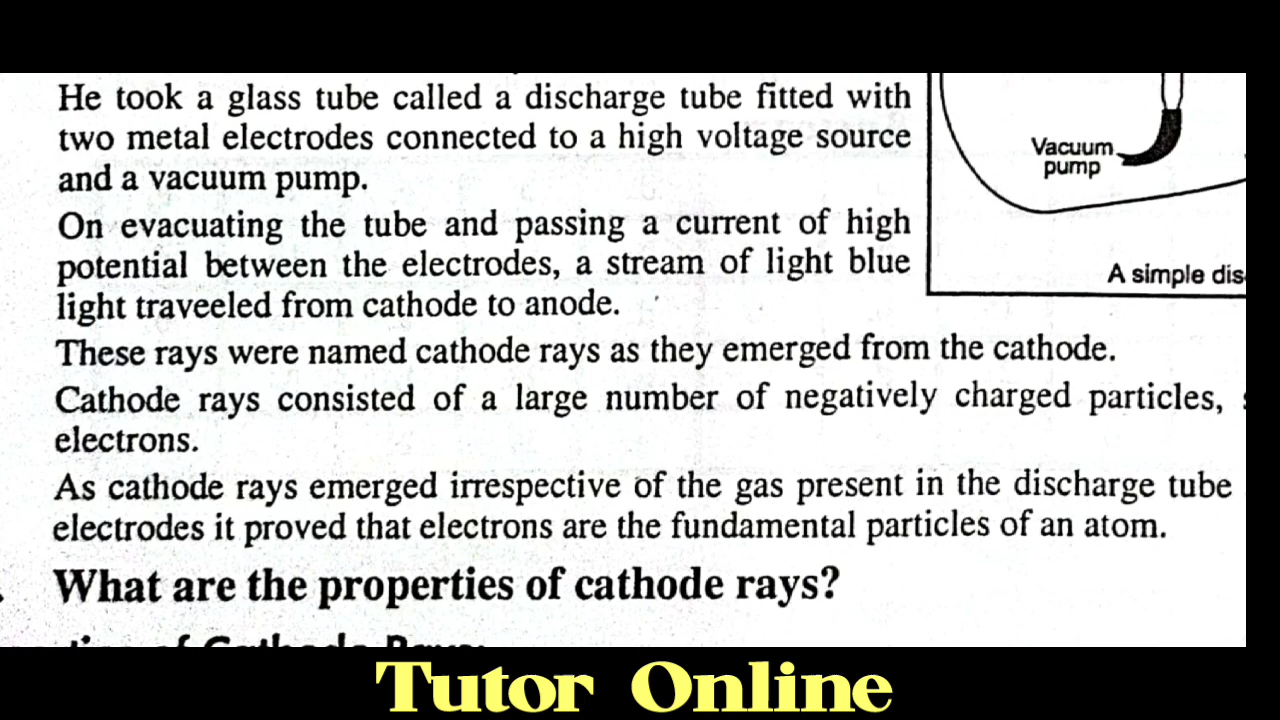 He took a glass tube called a discharge tube fitted with
two metal electrodes connected to a high voltage source
and a vacuum pump.
On evacuating the tube and passing a current of high
potential between the electrodes, a stream of light blue
light traveeled from cathode to anode.
These rays were named cathode rays as they emerged from the cathode.
Cathode rays consisted of a large number of negatively charged particles,
electrons.
As cathode rays emerged irrespective of the gas present in the discharge tube
electrodes it proved that electrons are the fundamental particles of an atom.
What are the properties of cathode rays?
Vacuum
pump
A simple dis
Tutor Online